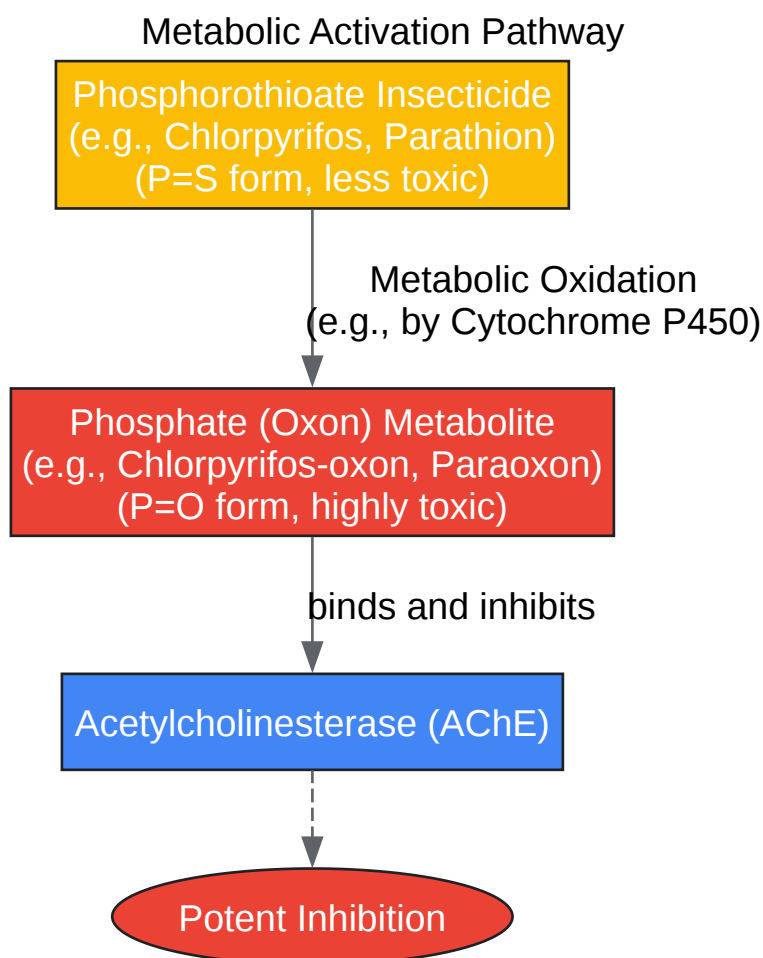 Metabolic Activation Pathway
Phosphorothioate Insecticide
(e.g., Chlorpyrifos, Parathion)
(P=S form, less toxic)
Metabolic Oxidation
(e.g., by Cytochrome P450)
Phosphate (Oxon) Metabolite
(e.g., Chlorpyrifos-oxon, Paraoxon)
(P=O form, highly toxic)
binds and inhibits
Acetylcholinesterase (AChE)
Potent Inhibition